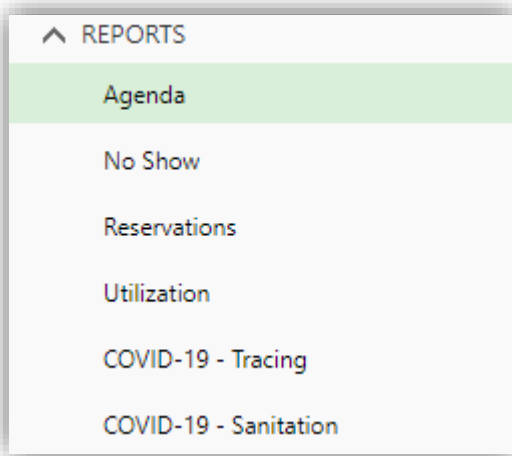 REPORTS
Agenda
No Show
Reservations
Utilization
COVID-19 - Tracing
COVID-19 - Sanitation